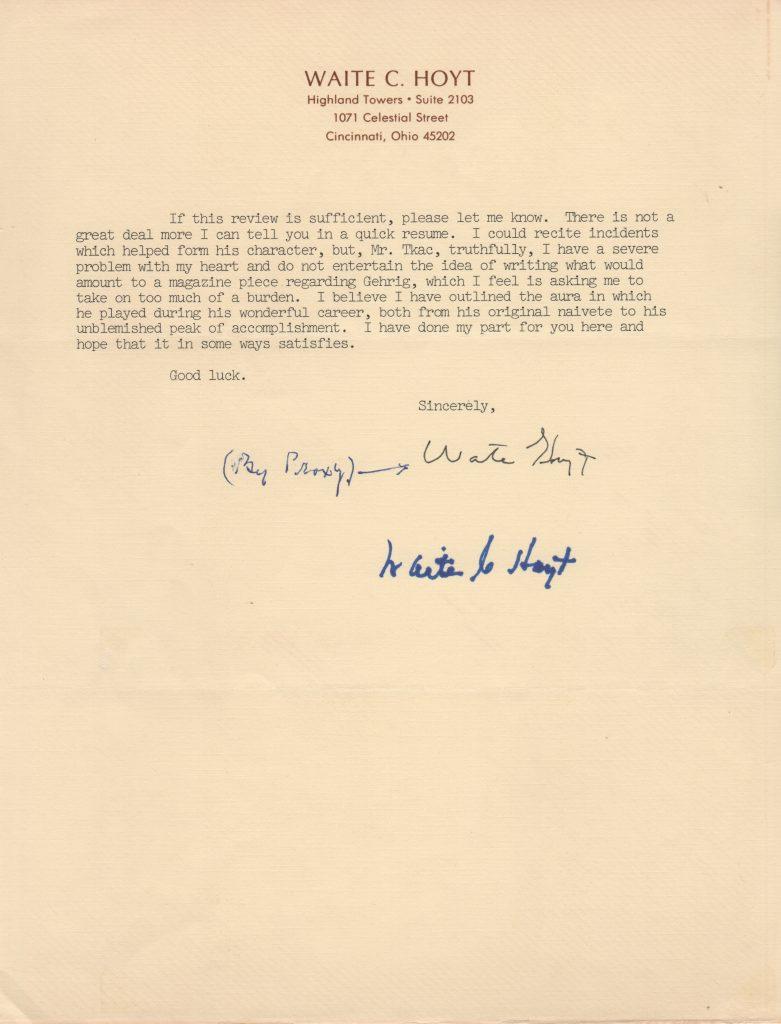 WAITE C. HOYT
Highland Towers • Suite 2103
1071 Celestial Street
Cincinnati, Ohio 45202
If this review is sufficient, please let me know. There is not a
great deal more I can tell you in a quick resume. I could recite incidents
which helped form his character, but, Mr. Tkac, truthfully, I have a severe
problem with my heart and do not entertain the idea of writing what would
amount to a magazine piece regarding Gehrig, which I feel is asking me to
take on too much of a burden. I believe I have outlined the aura in which
he played during his wonderful career, both from his original naivete to his
unblemished peak of accomplishment. I have done my part for you here and
hope that it in some ways satisfies.
Good luck.
Sincerely,
(By Proxy) → Waite Hoyt
Waite C Hoyt